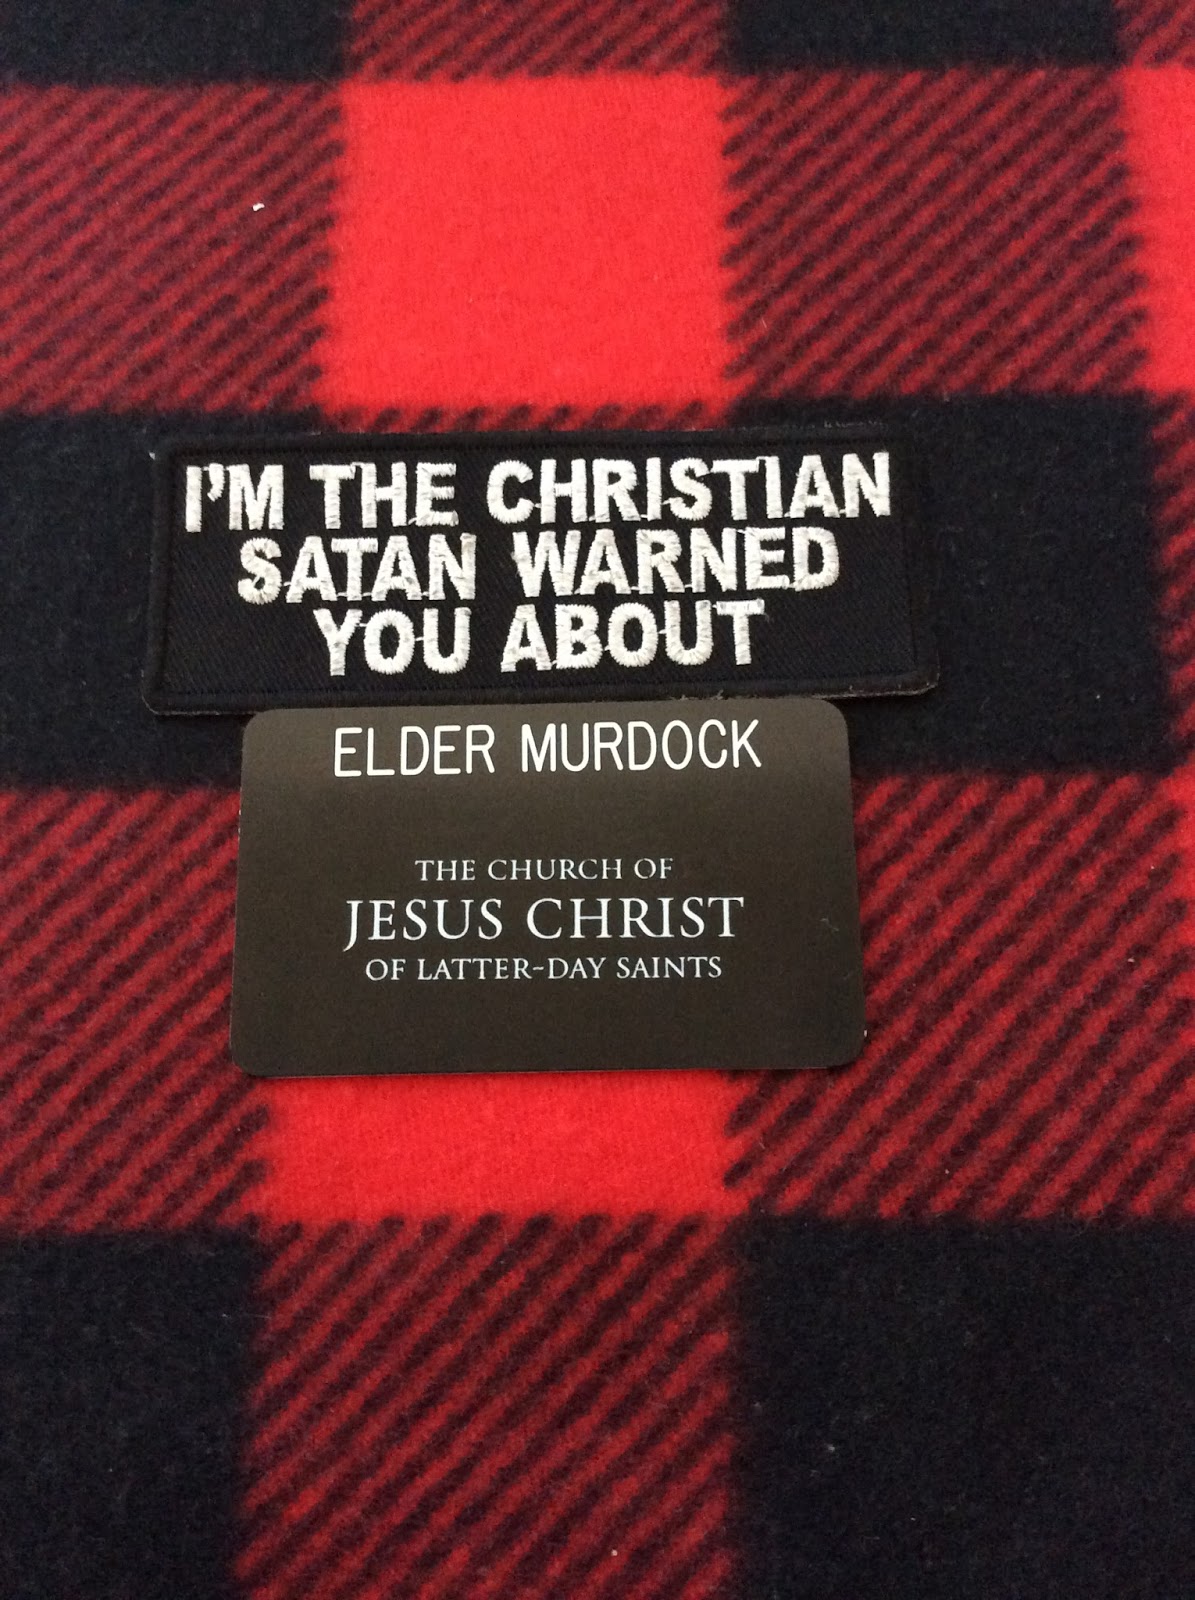 I'M THE CHRISTIAN
SATAN WARNED
YOU ABOUT
ELDER MURDOCK
THE CHURCH OF
JESUS CHRIST
OF LATTER-DAY SAINTS